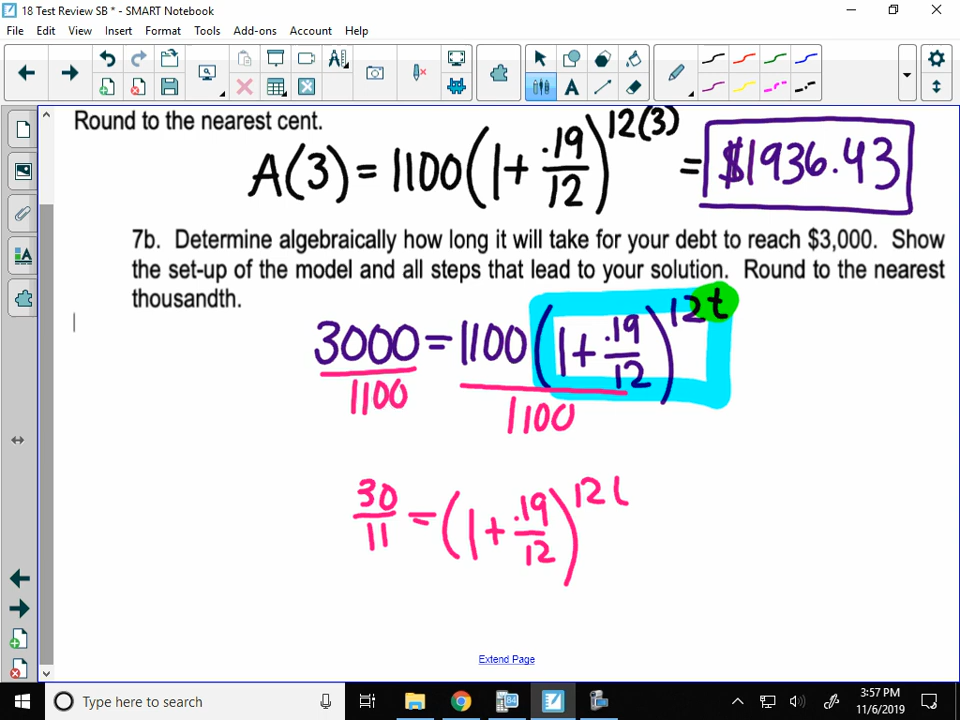 18 Test Review SB * - SMART Notebook
File Edit View Insert Format Tools Add-ons Account Help
Round to the nearest cent.
A(3) = 1100(1 + .19/12)^12(3) = $1936.43
7b. Determine algebraically how long it will take for your debt to reach $3,000. Show
the set-up of the model and all steps that lead to your solution. Round to the nearest
thousandth.
3000 = 1100(1 + .19/12)^12t
1100 1100
30/11 = (1 + .19/12)^12(
Extend Page
Type here to search
3:57 PM
11/6/2019